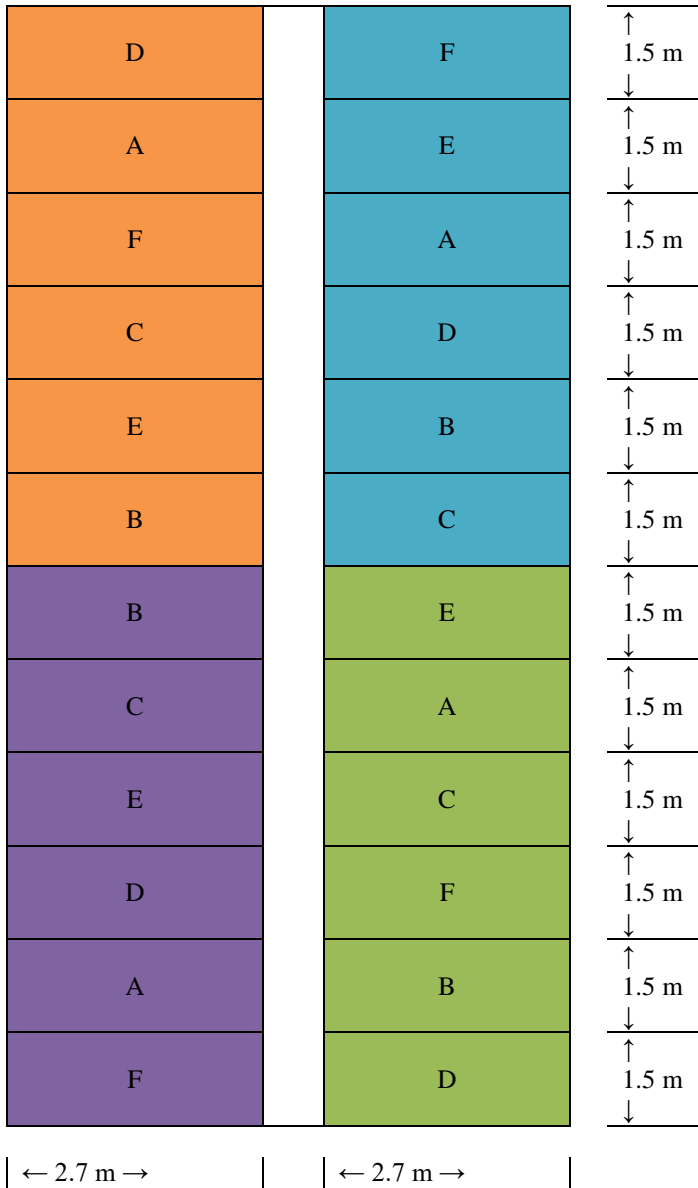 D F ↑
1.5 m
↓
A E ↑
1.5 m
↓
F A ↑
1.5 m
↓
C D ↑
1.5 m
↓
E B ↑
1.5 m
↓
B C ↑
1.5 m
↓
B E ↑
1.5 m
↓
C A ↑
1.5 m
↓
E C ↑
1.5 m
↓
D F ↑
1.5 m
↓
A B ↑
1.5 m
↓
F D ↑
1.5 m
↓
← 2.7 m → ← 2.7 m →